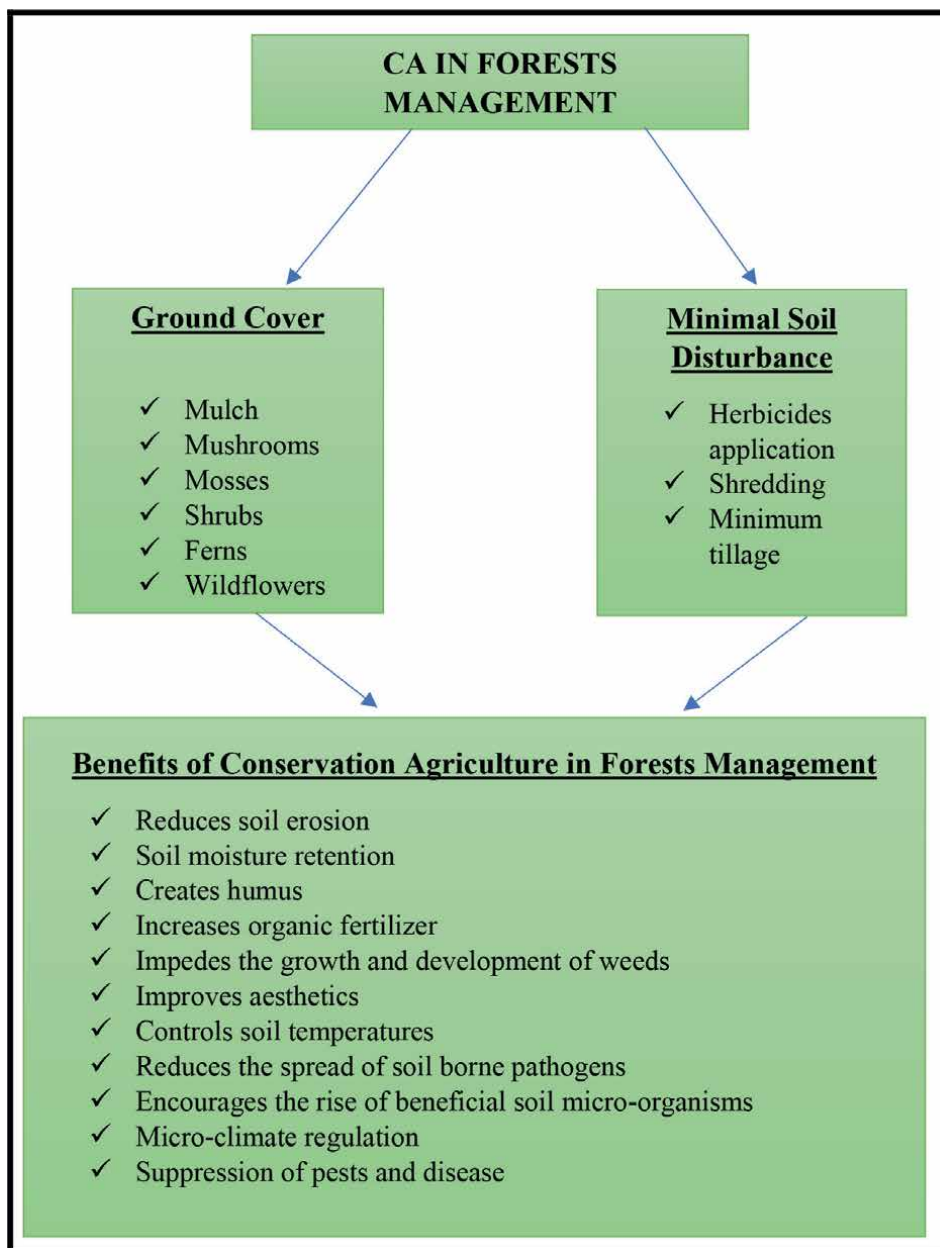 CA IN FORESTS
MANAGEMENT
Ground Cover
✓ Mulch
✓ Mushrooms
✓ Mosses
✓ Shrubs
✓ Ferns
✓ Wildflowers
Minimal Soil
Disturbance
✓ Herbicides
application
✓ Shredding
✓ Minimum
tillage
Benefits of Conservation Agriculture in Forests Management
✓ Reduces soil erosion
✓ Soil moisture retention
✓ Creates humus
✓ Increases organic fertilizer
✓ Impedes the growth and development of weeds
✓ Improves aesthetics
✓ Controls soil temperatures
✓ Reduces the spread of soil borne pathogens
✓ Encourages the rise of beneficial soil micro-organisms
✓ Micro-climate regulation
✓ Suppression of pests and disease